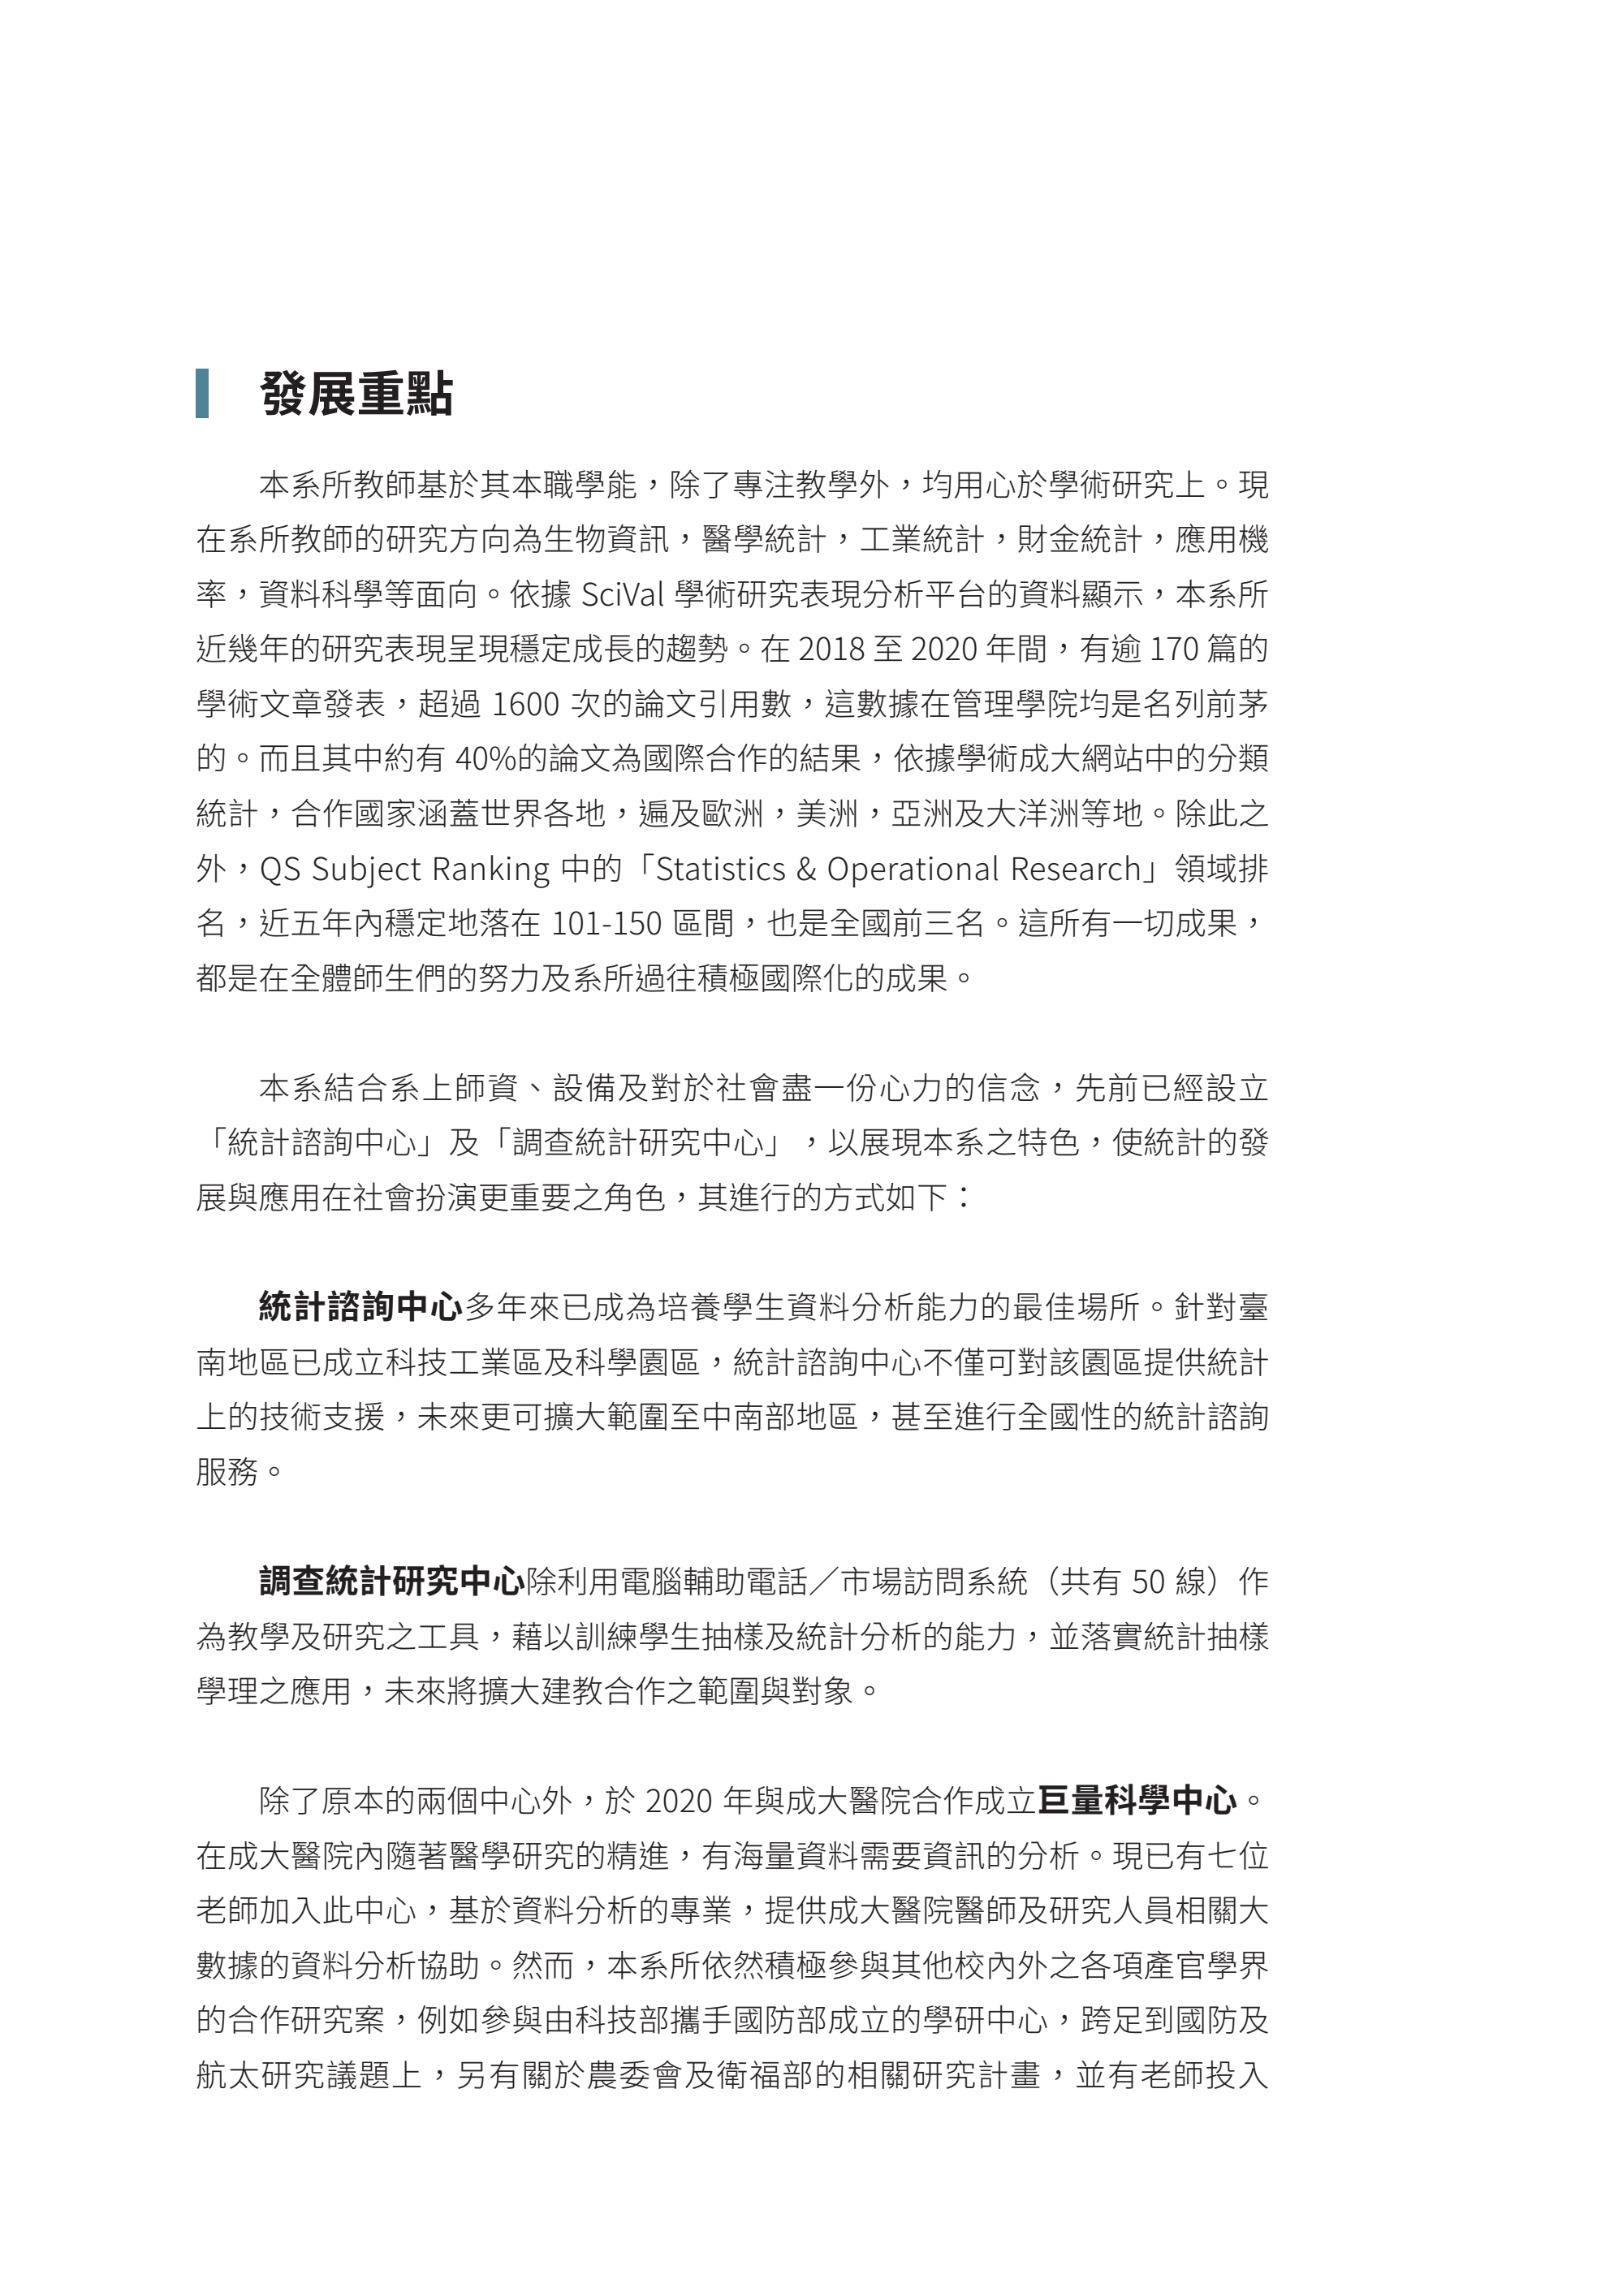 發展重點
本系所教師基於其本職學能，除了專注教學外，均用心於學術研究上。現
在系所教師的研究方向為生物資訊，醫學統計，工業統計，財金統計，應用機
率，資料科學等面向。依據 SciVal 學術研究表現分析平台的資料顯示，本系所
近幾年的研究表現呈現穩定成長的趨勢。在 2018 至 2020 年間，有逾 170 篇的
學術文章發表，超過 1600 次的論文引用數，這數據在管理學院均是名列前茅
的。而且其中約有 40%的論文為國際合作的結果，依據學術成大網站中的分類
統計，合作國家涵蓋世界各地，遍及歐洲，美洲，亞洲及大洋洲等地。除此之
外，QS Subject Ranking 中的「Statistics & Operational Research」領域排
名，近五年內穩定地落在 101-150 區間，也是全國前三名。這所有一切成果，
都是在全體師生們的努力及系所過往積極國際化的成果。
本系結合系上師資、設備及對於社會盡一份心力的信念，先前已經設立
「統計諮詢中心」及「調查統計研究中心」，以展現本系之特色，使統計的發
展與應用在社會扮演更重要之角色，其進行的方式如下：
統計諮詢中心多年來已成為培養學生資料分析能力的最佳場所。針對臺
南地區已成立科技工業區及科學園區，統計諮詢中心不僅可對該園區提供統計
上的技術支援，未來更可擴大範圍至中南部地區，甚至進行全國性的統計諮詢
服務。
調查統計研究中心除利用電腦輔助電話／市場訪問系統（共有 50 線）作
為教學及研究之工具，藉以訓練學生抽樣及統計分析的能力，並落實統計抽樣
學理之應用，未來將擴大建教合作之範圍與對象。
除了原本的兩個中心外，於 2020 年與成大醫院合作成立巨量科學中心。
在成大醫院內隨著醫學研究的精進，有海量資料需要資訊的分析。現已有七位
老師加入此中心，基於資料分析的專業，提供成大醫院醫師及研究人員相關大
數據的資料分析協助。然而，本系所依然積極參與其他校內外之各項產官學界
的合作研究案，例如參與由科技部攜手國防部成立的學研中心，跨足到國防及
航太研究議題上，另有關於農委會及衛福部的相關研究計畫，並有老師投入